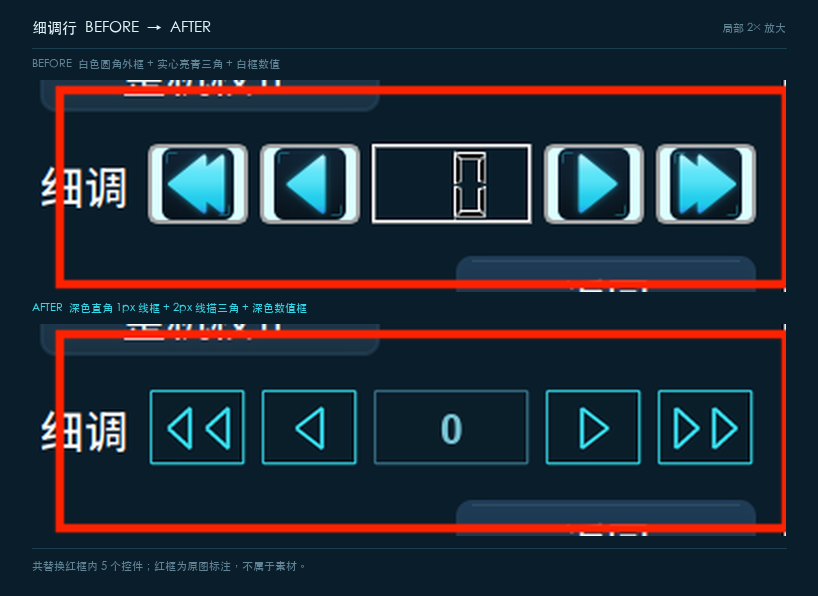 细调行 BEFORE → AFTER
局部 2× 放大
BEFORE 白色圆角外框 + 实心亮青三角 + 白框数值
细调 0
AFTER 深色直角 1px 线框 + 2px 线描三角 + 深色数值框
细调 0
共替换红框内 5 个控件；红框为原图标注，不属于素材。